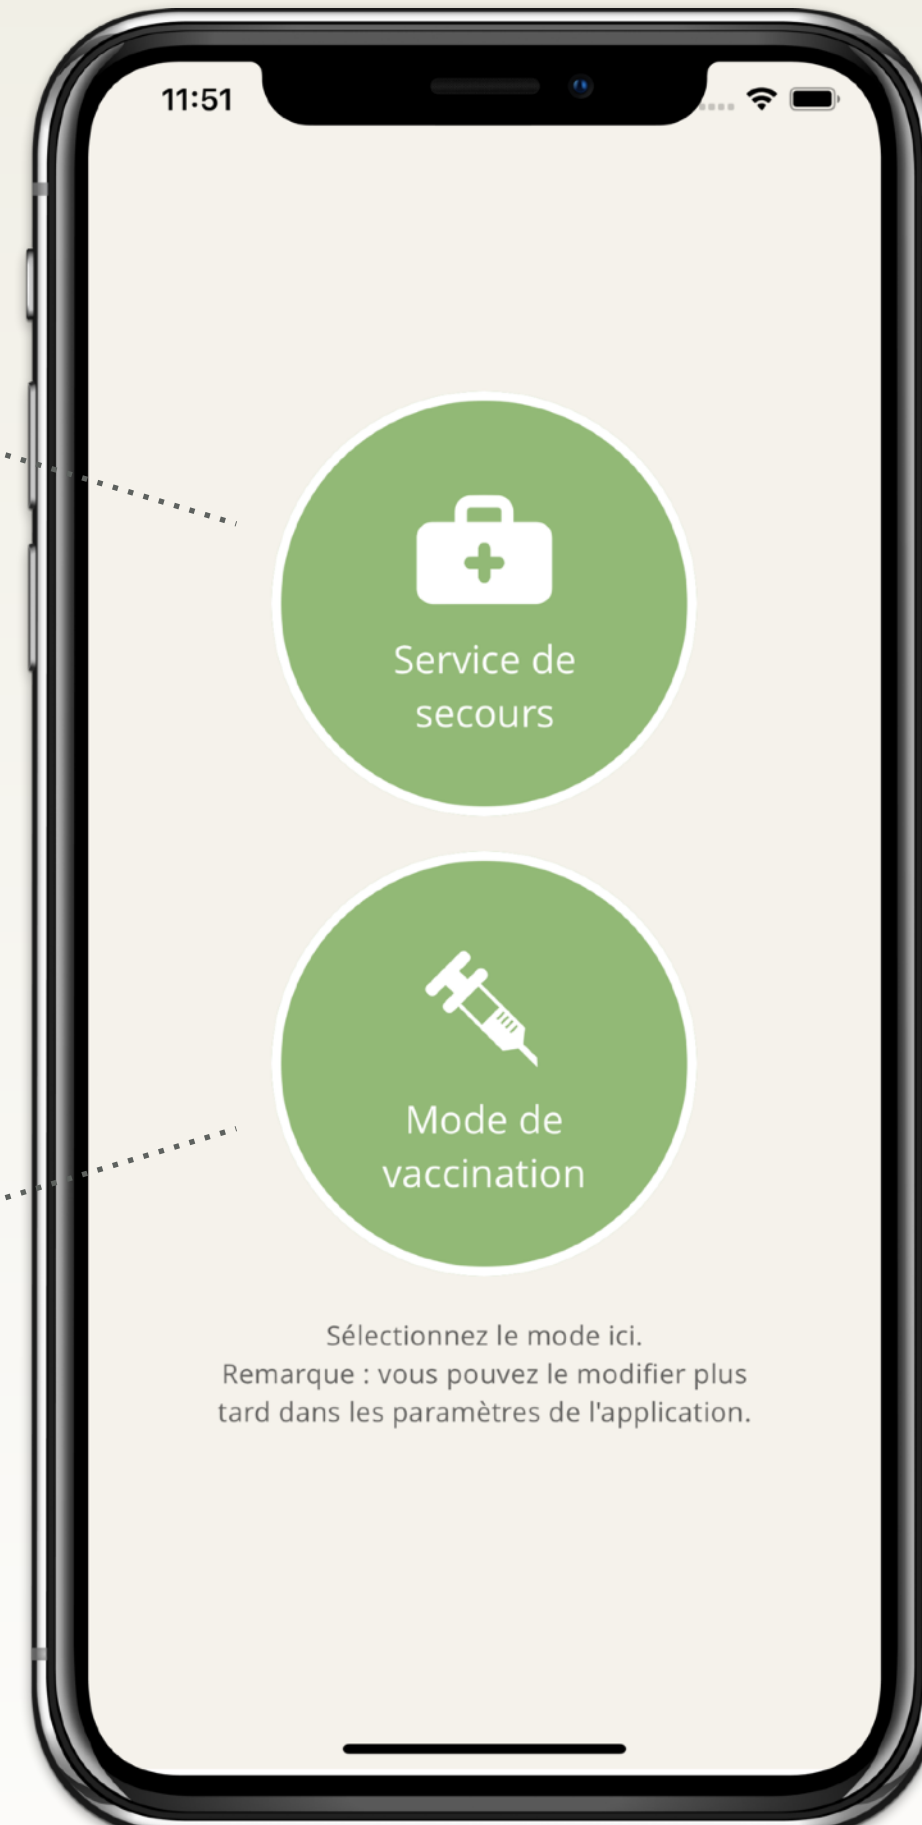 11:51
Service de
secours
Mode de
vaccination
Sélectionnez le mode ici.
Remarque : vous pouvez le modifier plus
tard dans les paramètres de l'application.